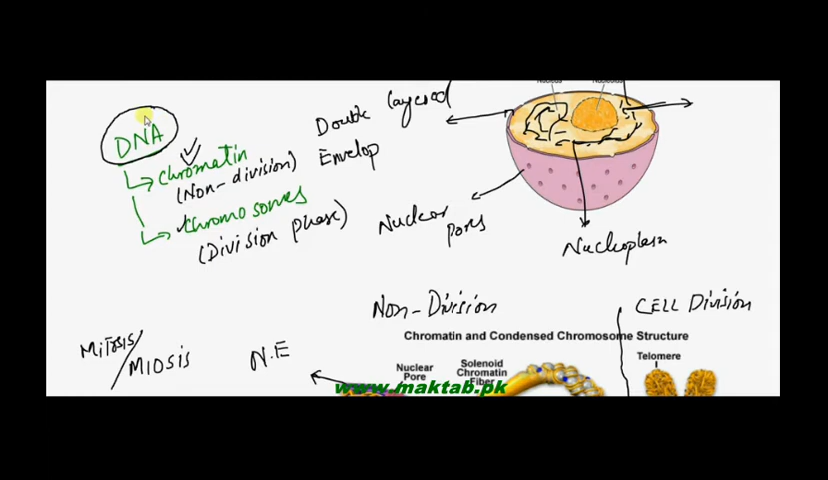 DNA
Chromatin
(Non-division)
Chromosomes
(Division phase)
Double layered
Envelop
Nuclear
pors
Nucleoplasm
Non-Division
CELL Division
Chromatin and Condensed Chromosome Structure
MiTosis/
MIOSIS
N.E
Nuclear
Pore
Solenoid
Chromatin
Fiber
Telomere
www.maktab.pk